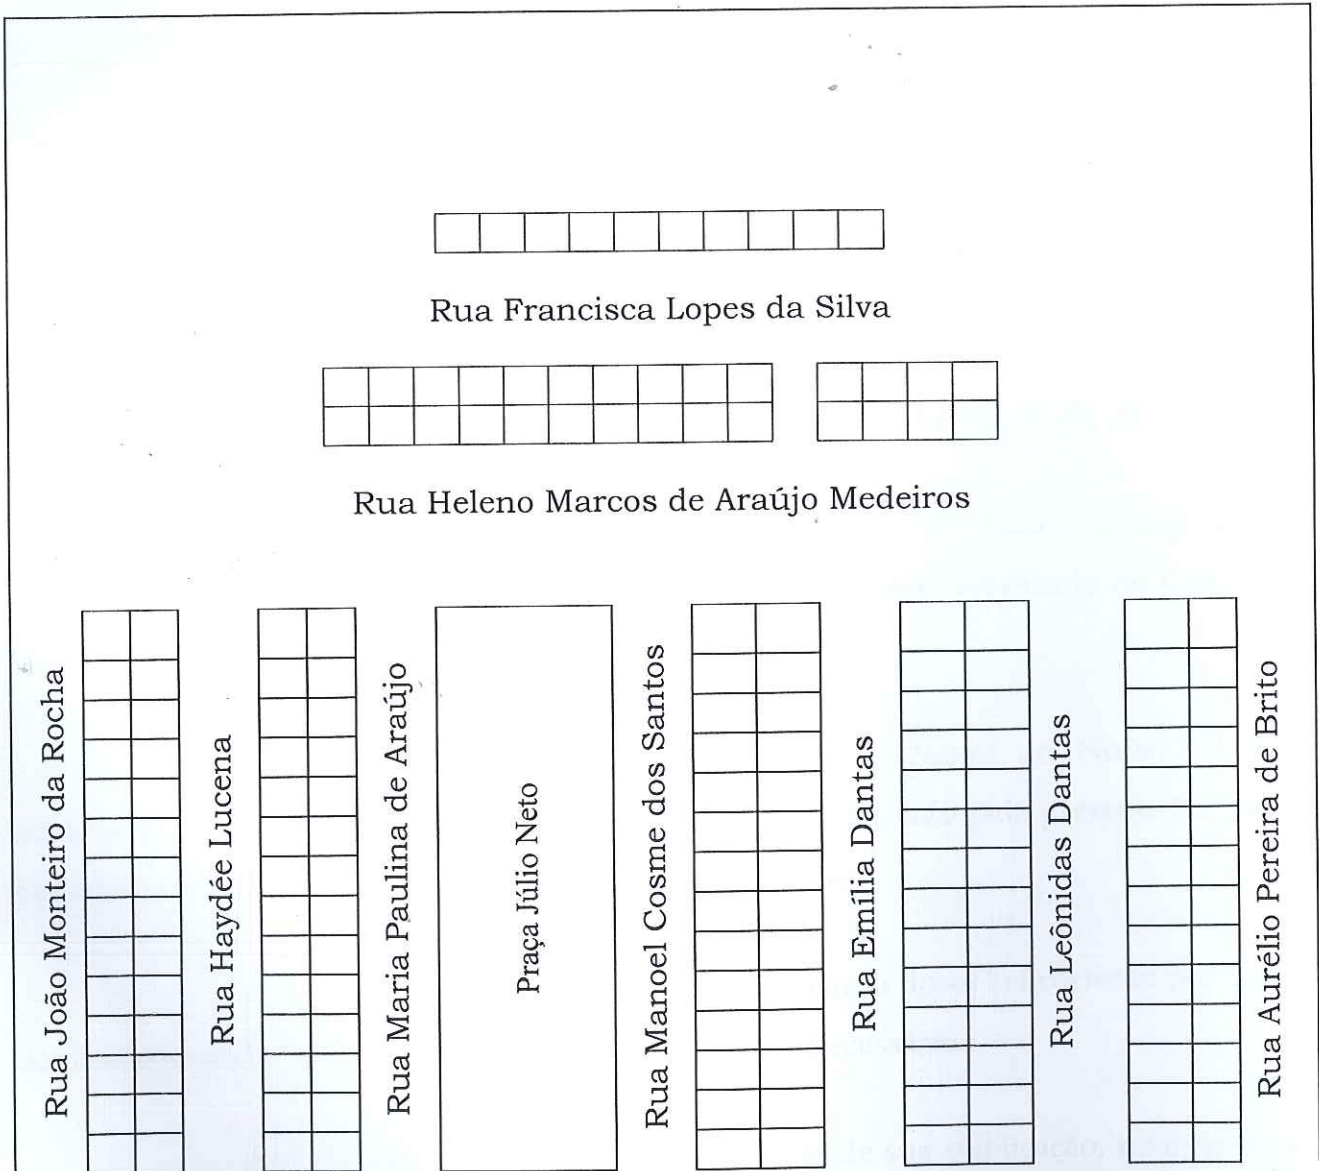 Rua Francisca Lopes da Silva
Rua Heleno Marcos de Araújo Medeiros
Rua João Monteiro da Rocha
Rua Haydée Lucena
Rua Maria Paulina de Araújo
Praça Júlio Neto
Rua Manoel Cosme dos Santos
Rua Emília Dantas
Rua Leônidas Dantas
Rua Aurélio Pereira de Brito